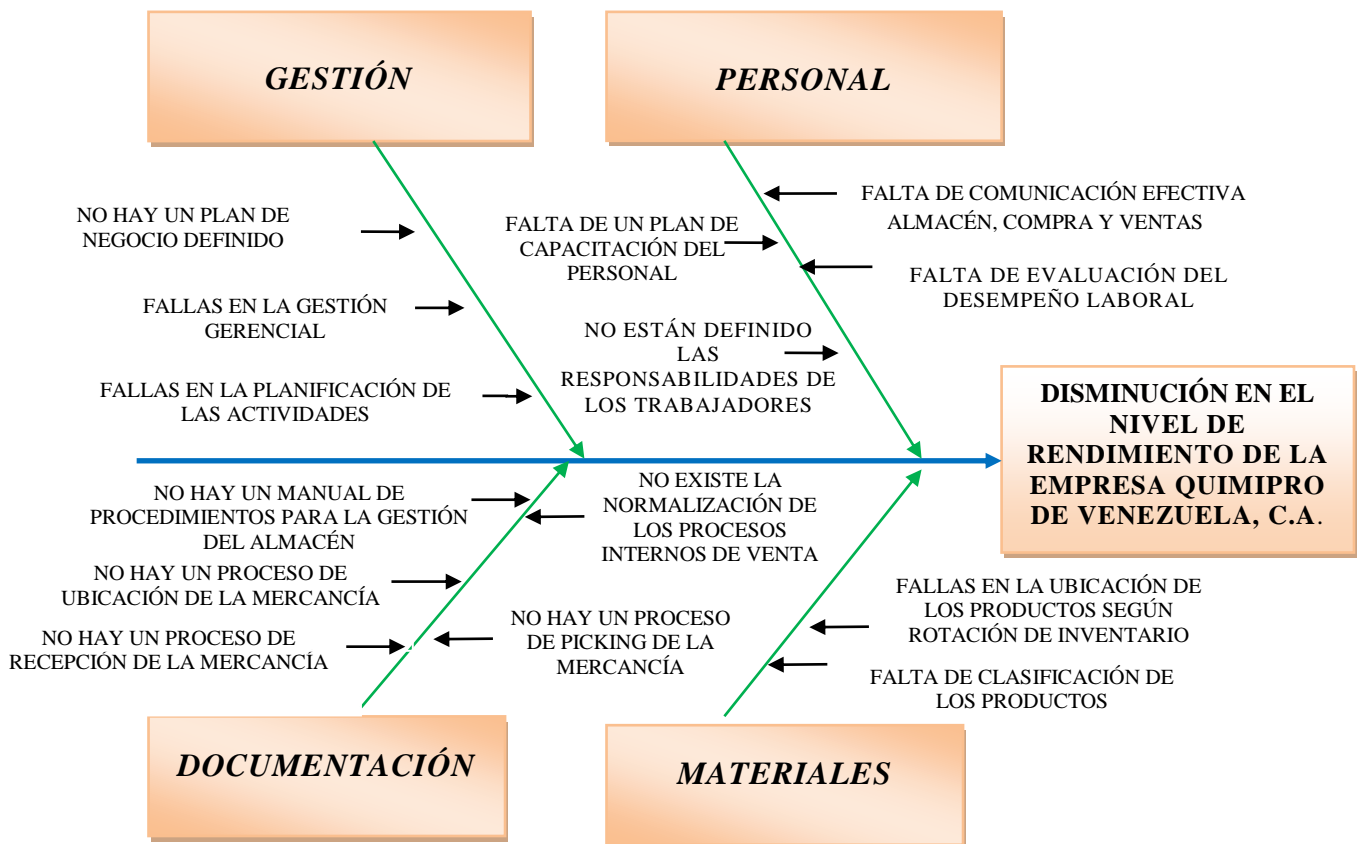 GESTIÓN
PERSONAL
NO HAY UN PLAN DE
NEGOCIO DEFINIDO
FALLAS EN LA GESTIÓN
GERENCIAL
FALLAS EN LA PLANIFICACIÓN DE
LAS ACTIVIDADES
FALTA DE UN PLAN DE
CAPACITACIÓN DEL
PERSONAL
NO ESTÁN DEFINIDO
LAS
RESPONSABILIDADES DE
LOS TRABAJADORES
FALTA DE COMUNICACIÓN EFECTIVA
ALMACÉN, COMPRA Y VENTAS
FALTA DE EVALUACIÓN DEL
DESEMPEÑO LABORAL
DISMINUCIÓN EN EL
NIVEL DE
RENDIMIENTO DE LA
EMPRESA QUIMIPRO
DE VENEZUELA, C.A.
NO HAY UN MANUAL DE
PROCEDIMIENTOS PARA LA GESTIÓN
DEL ALMACÉN
NO HAY UN PROCESO DE
UBICACIÓN DE LA MERCANCÍA
NO HAY UN PROCESO DE
RECEPCIÓN DE LA MERCANCÍA
NO EXISTE LA
NORMALIZACIÓN DE
LOS PROCESOS
INTERNOS DE VENTA
NO HAY UN PROCESO
DE PICKING DE LA
MERCANCÍA
FALLAS EN LA UBICACIÓN DE
LOS PRODUCTOS SEGÚN
ROTACIÓN DE INVENTARIO
FALTA DE CLASIFICACIÓN DE
LOS PRODUCTOS
DOCUMENTACIÓN
MATERIALES